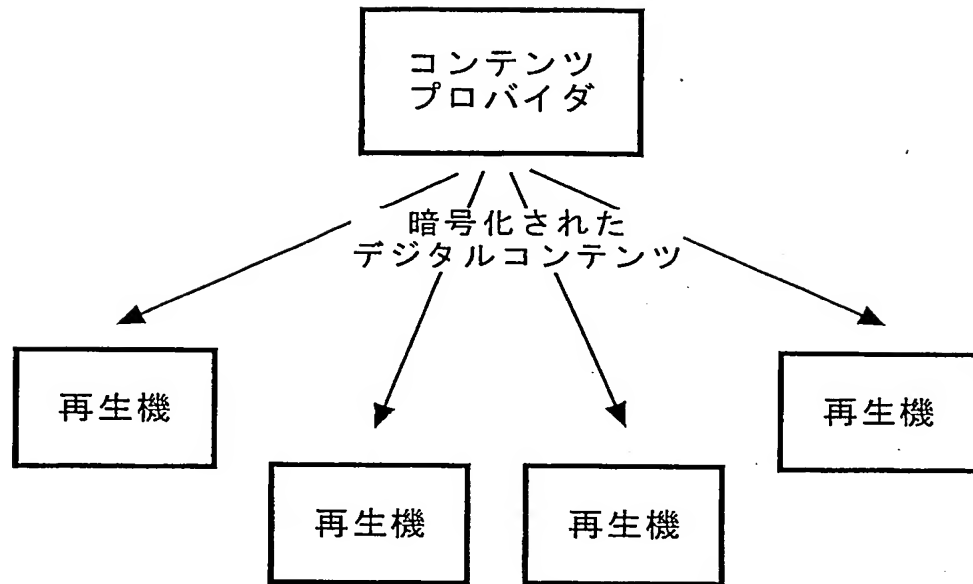 コンテンツ
プロバイダ
暗号化された
デジタルコンテンツ
再生機
再生機
再生機
再生機